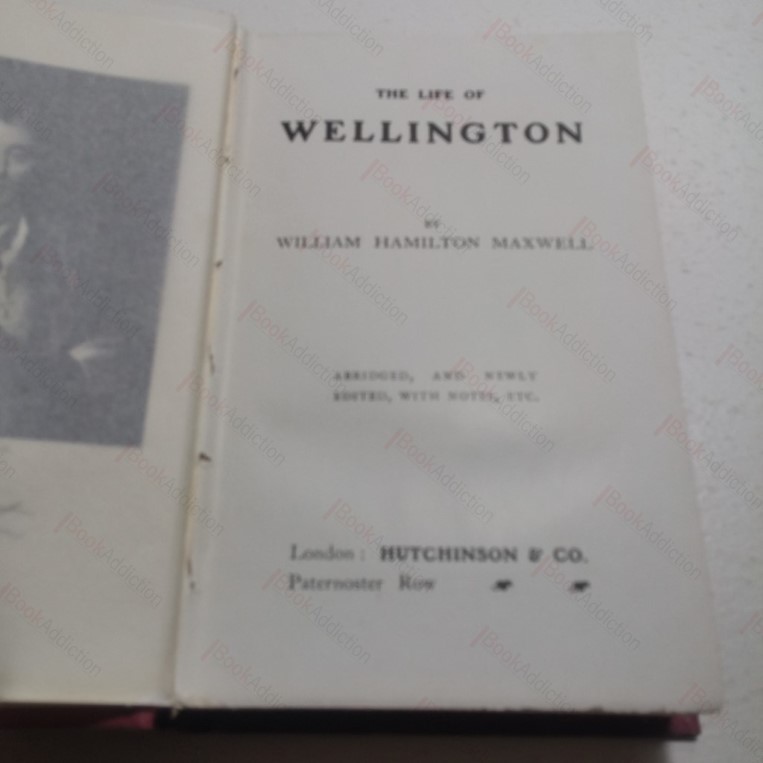 THE LIFE OF
WELLINGTON
BY
WILLIAM HAMILTON MAXWELL
ABRIDGED, AND NEWLY
EDITED, WITH NOTES, ETC.
London: HUTCHINSON & CO.
Paternoster Row
BookAddiction